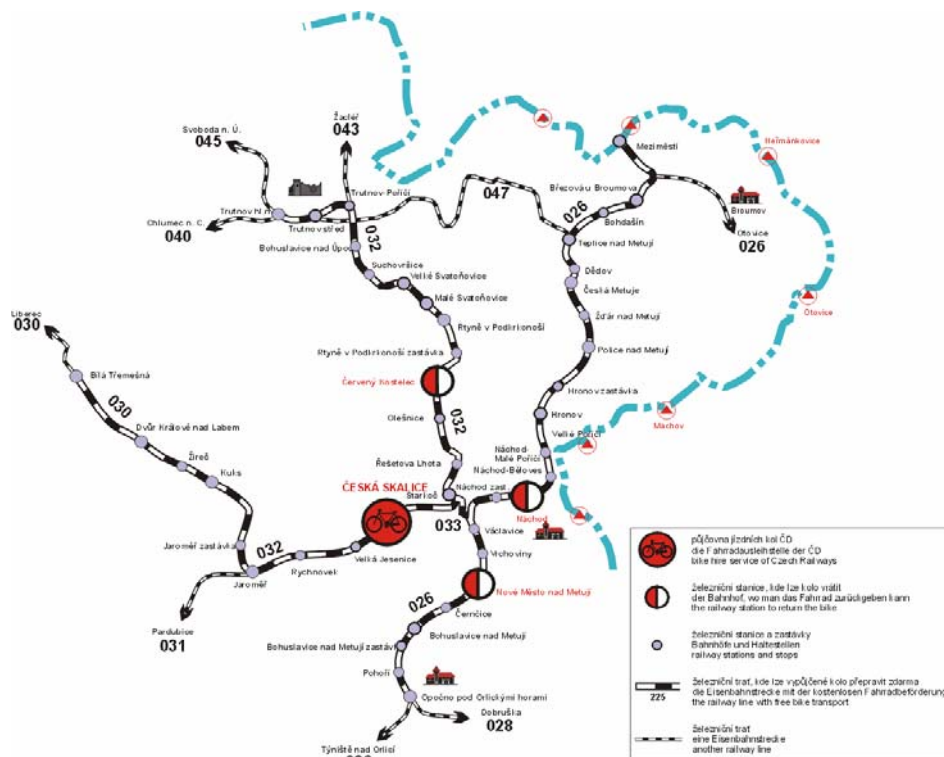 Žacléř
043
Svoboda n. Ú.
045
Heřmánkovice
Meziměstí
Trutnov-Poříčí
047
Březová u Broumova
Broumov
Trutnov hl.n.
026
Bohdašín
Chlumec n. C.
040
Trutnov střed
032
Otovice
026
Teplice nad Metují
Bohuslavice nad Úpou
Suchovršice
Dědov
Velké Svatoňovice
Česká Metuje
Malé Svatoňovice
Otovice
Liberec
030
Žďár nad Metují
Rtyně v Podkrkonoší
Police nad Metují
Rtyně v Podkrkonoší zastávka
Bílá Třemešná
Červený Kostelec
Hronov zastávka
030
Olešnice
032
Hronov
Machov
Dvůr Králové nad Labem
Velké Poříčí
Žireč
Řešetova Lhota
Náchod-
Malé Poříčí
Kuks
Náchod-Běloves
ČESKÁ SKALICE
Starkoč
Náchod zast.
033
Náchod
Václavice
Jaroměř zastávka
032
Velká Jesenice
Vrchoviny
Rychnovek
Jaroměř
Nové Město nad Metují
026
Černčice
Pardubice
031
Bohuslavice nad Metují
Bohuslavice nad Metují zastáv
Pohoří
Opočno pod Orlickými horami
Dobruška
028
Týniště nad Orlicí
půjčovna jízdních kol ČD
die Fahrradausleihstelle der ČD
bike hire service of Czech Railways
železniční stanice, kde lze kolo vrátit
der Bahnhof, wo man das Fahrrad zurückgeben kann
the railway station to return the bike
železniční stanice a zastávky
Bahnhöfe und Haltestellen
railway stations and stops
225
železniční trať, kde lze vypůjčené kolo přepravit zdarma
die Eisenbahnstrecke mit der kostenlosen Fahrradbeförderung
the railway line with free bike transport
železniční trať
eine Eisenbahnstrecke
another railway line